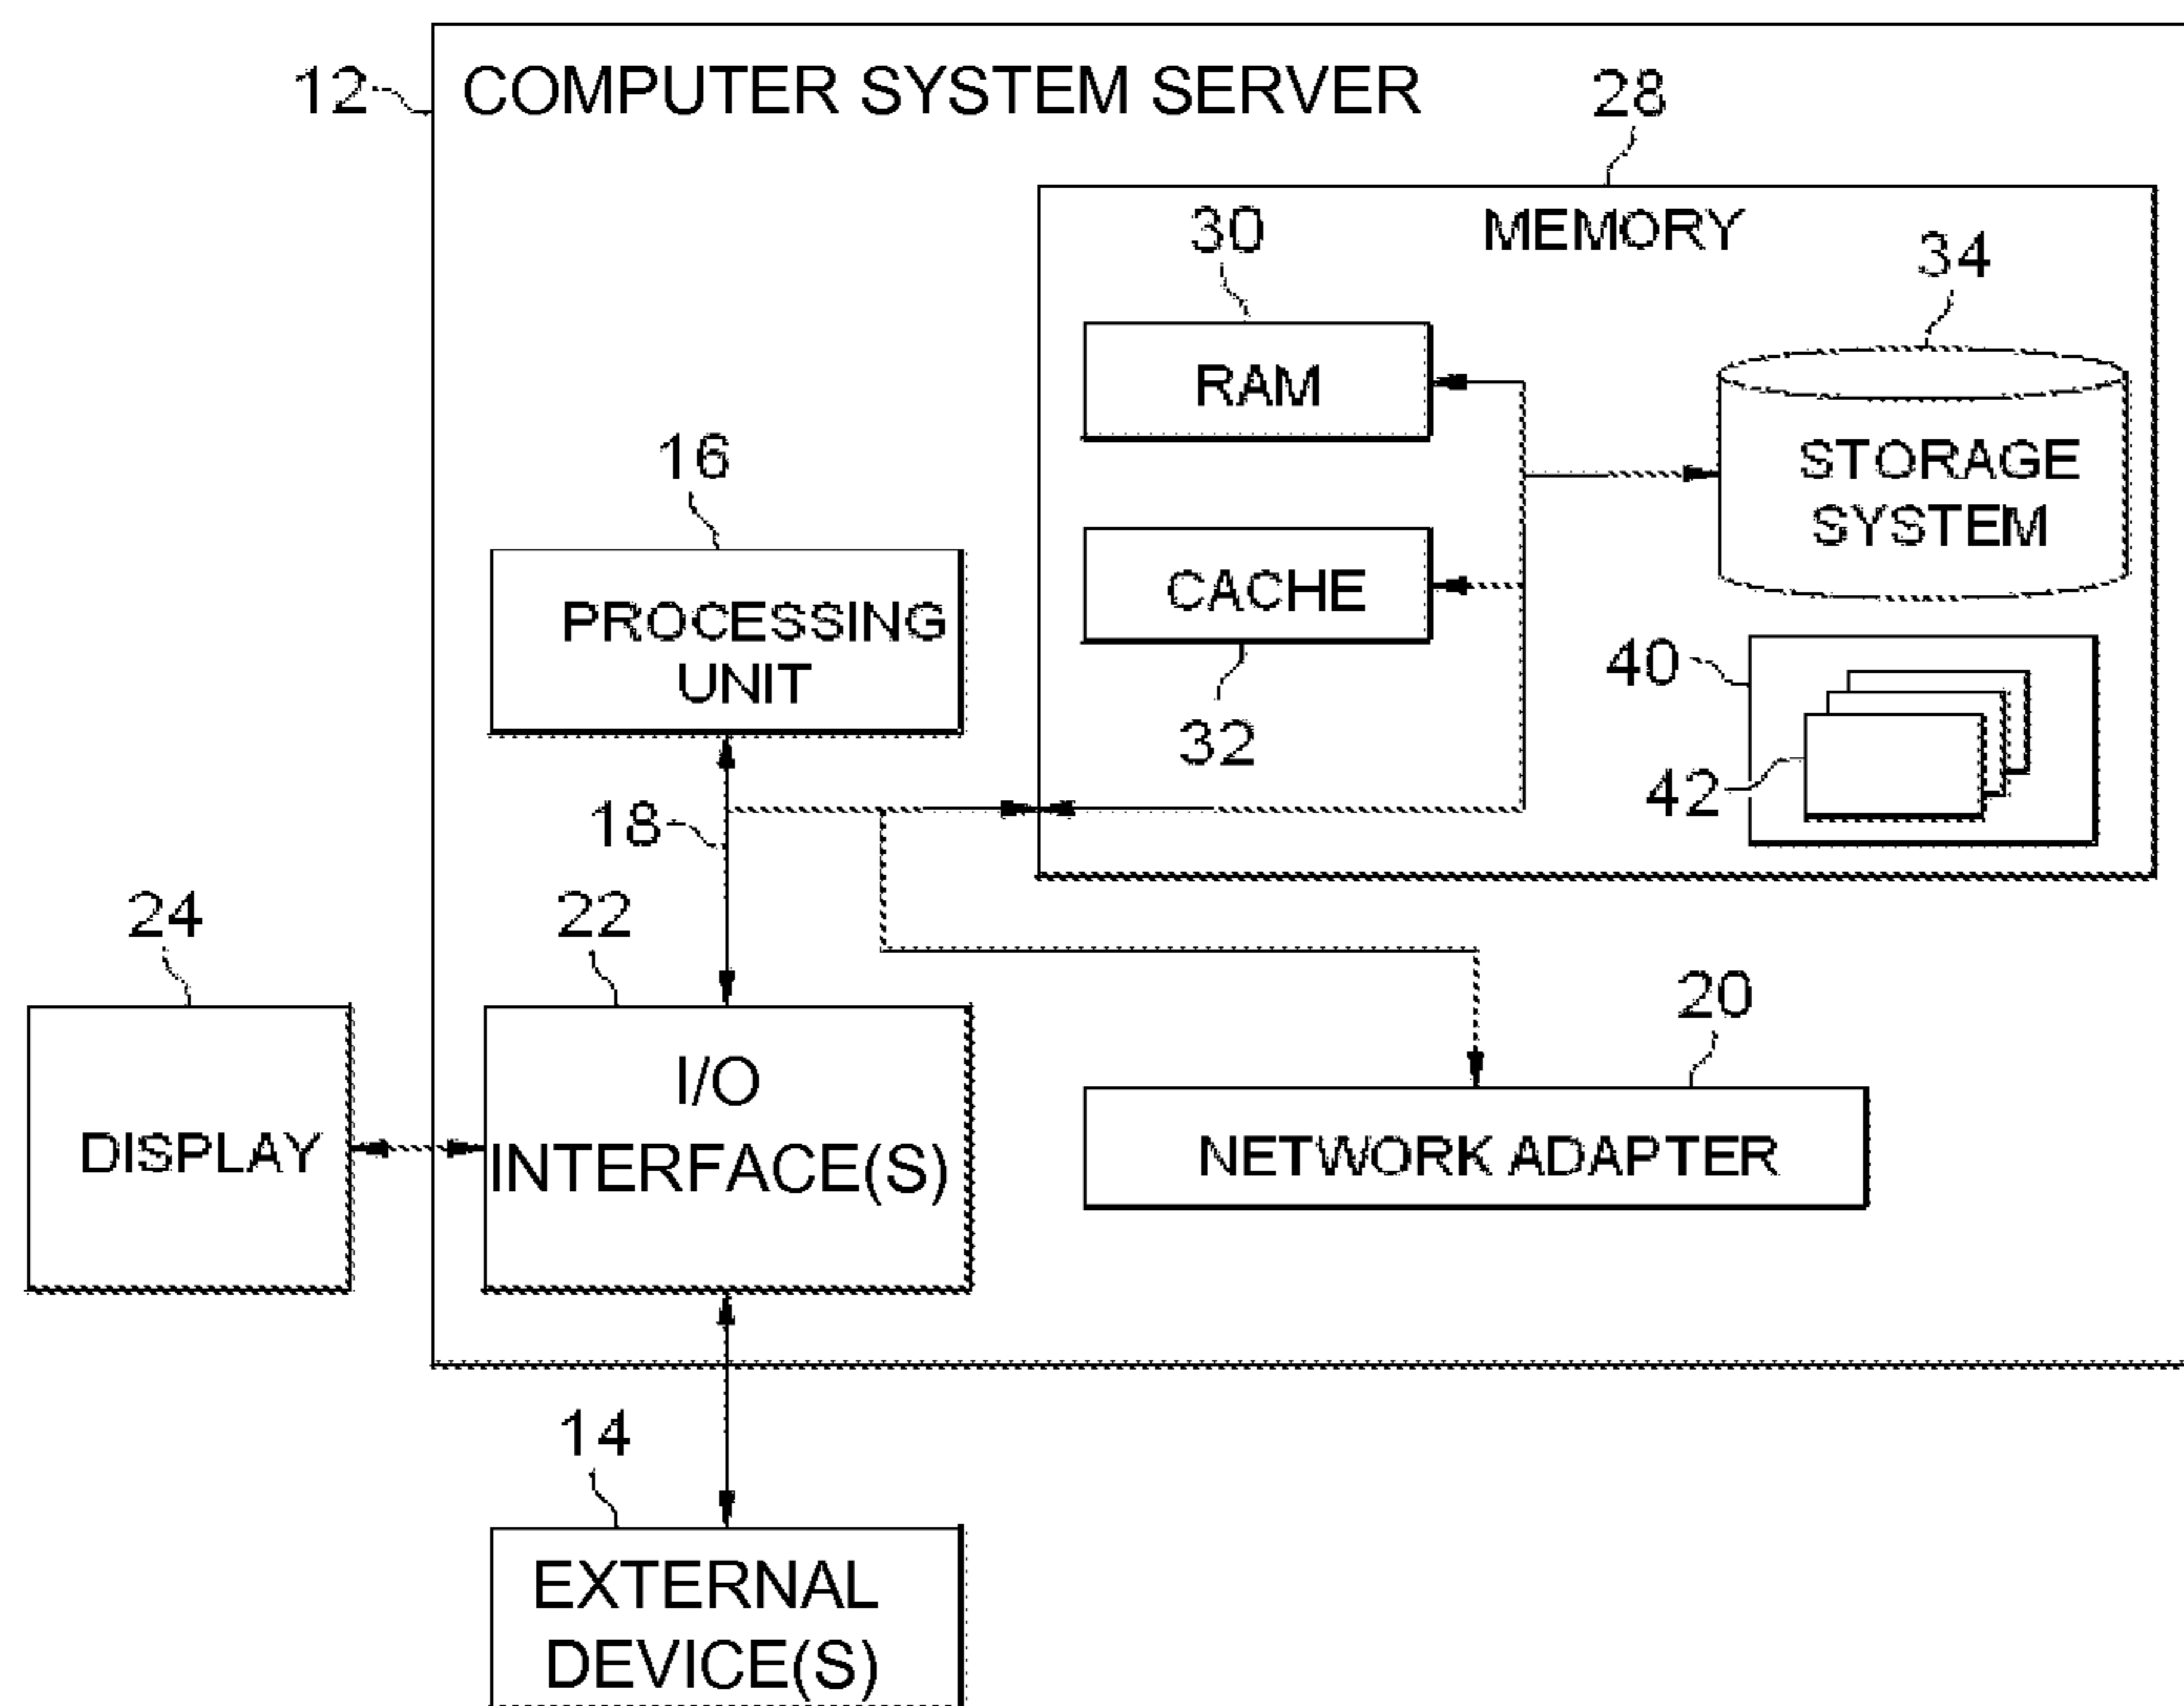 12
COMPUTER SYSTEM SERVER
28
MEMORY
30
34
RAM
STORAGE
SYSTEM
16
PROCESSING
UNIT
CACHE
32
40
42
18
24
22
20
DISPLAY
I/O
INTERFACE(S)
NETWORK ADAPTER
14
EXTERNAL
DEVICE(S)